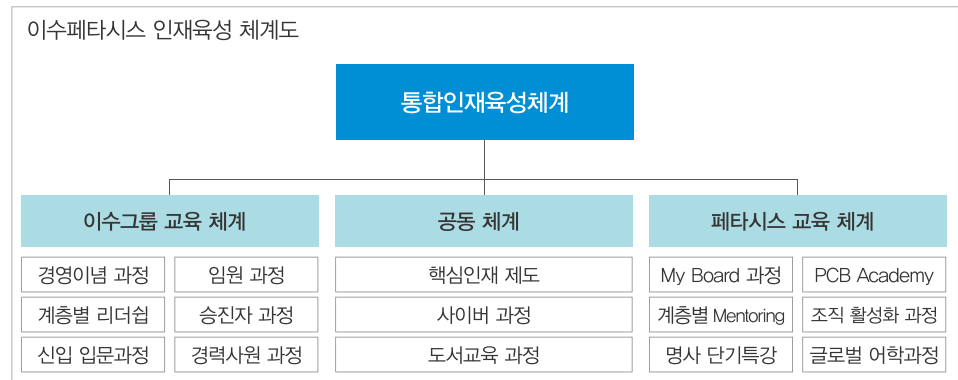 이수페타시스 인재육성 체계도
통합인재육성체계
이수그룹 교육 체계
경영이념 과정
임원 과정
계층별 리더쉽
승진자 과정
신입 입문과정
경력사원 과정
공동 체계
핵심인재 제도
사이버 과정
도서교육 과정
페타시스 교육 체계
My Board 과정
PCB Academy
계층별 Mentoring
조직 활성화 과정
명사 단기특강
글로벌 어학과정